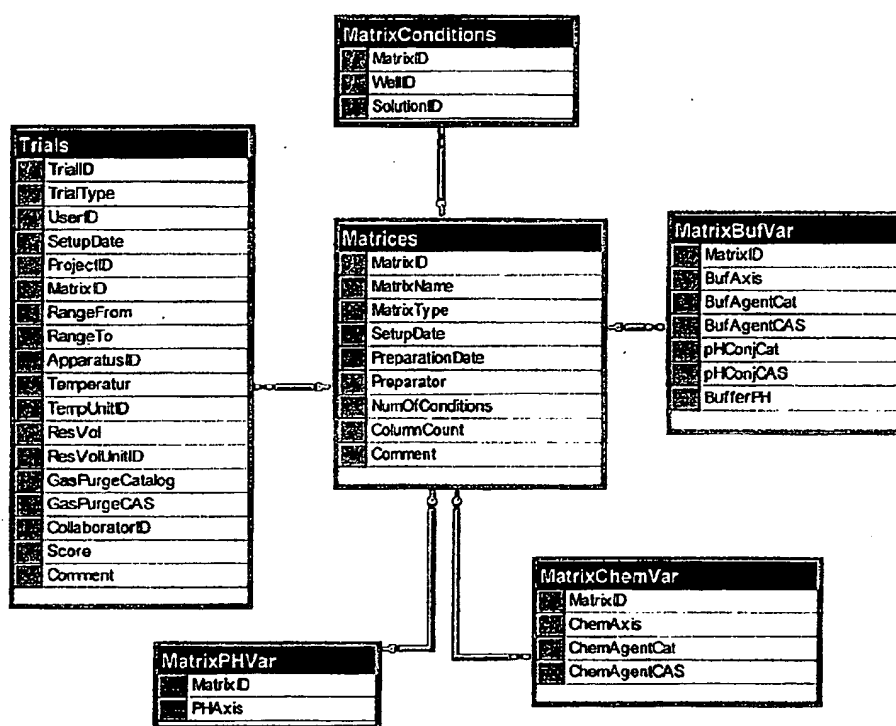 MatrixConditions
MatrixID
WellID
SolutionID
Trials
TrialID
TrialType
UserID
SetupDate
ProjectID
MatrixID
RangeFrom
RangeTo
ApparatusID
Temperatur
TempUnitID
ResVol
ResVolUnitID
GasPurgeCatalog
GasPurgeCAS
CollaboratorID
Score
Comment
Matrices
MatrixID
MatrixName
MatrixType
SetupDate
PreparationDate
Preparator
NumOfConditions
ColumnCount
Comment
MatrixBufVar
MatrixID
BufAxis
BufAgentCat
BufAgentCAS
pHConjCat
pHConjCAS
BufferPH
MatrixChemVar
MatrixID
ChemAxis
ChemAgentCat
ChemAgentCAS
MatrixPHVar
MatrixID
PHAxis